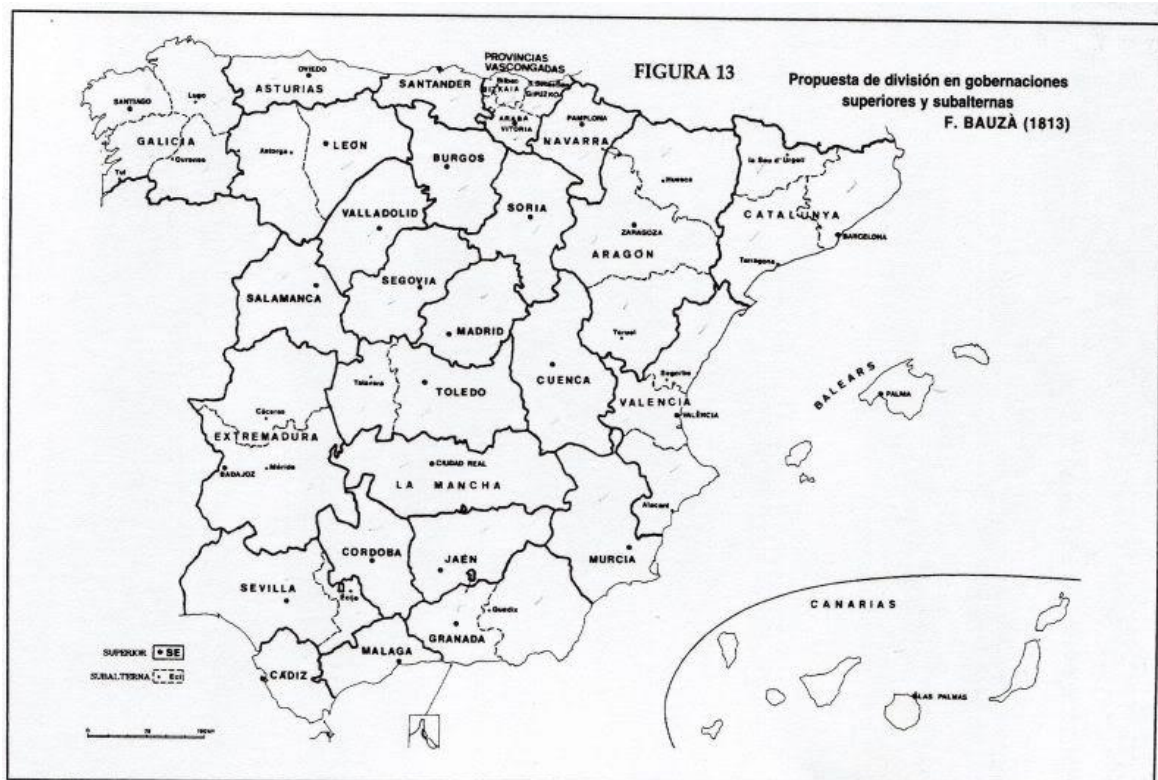 FIGURA 13
Propuesta de división en gobernaciones
superiores y subalternas
F. BAUZÀ (1813)
PROVINCIAS
VASCONGADAS
OVIEDO
ASTURIAS
SANTANDER
Bilbao
BIZKAIA
GIPUZKOA
ARABA
VITORIA
PAMPLONA
NAVARRA
SANTIAGO
Lugo
GALICIA
Ourense
Tui
Astorga
LEÓN
BURGOS
SORIA
VALLADOLID
Huesca
ZARAGOZA
ARAGÓN
Teruel
la Seu d'Urgell
CATALUNYA
BARCELONA
Tarragona
SALAMANCA
SEGOVIA
MADRID
Talavera
TOLEDO
CUENCA
Segorbe
VALENCIA
VALÈNCIA
Alacant
BALEARS
PALMA
Cáceres
EXTREMADURA
BADAJOZ
Mérida
CIUDAD REAL
LA MANCHA
CORDOBA
JAÉN
MURCIA
SEVILLA
Ecija
GRANADA
Guadix
MALAGA
CÁDIZ
CANARIAS
LAS PALMAS
SUPERIOR SE
SUBALTERNA Eci
0